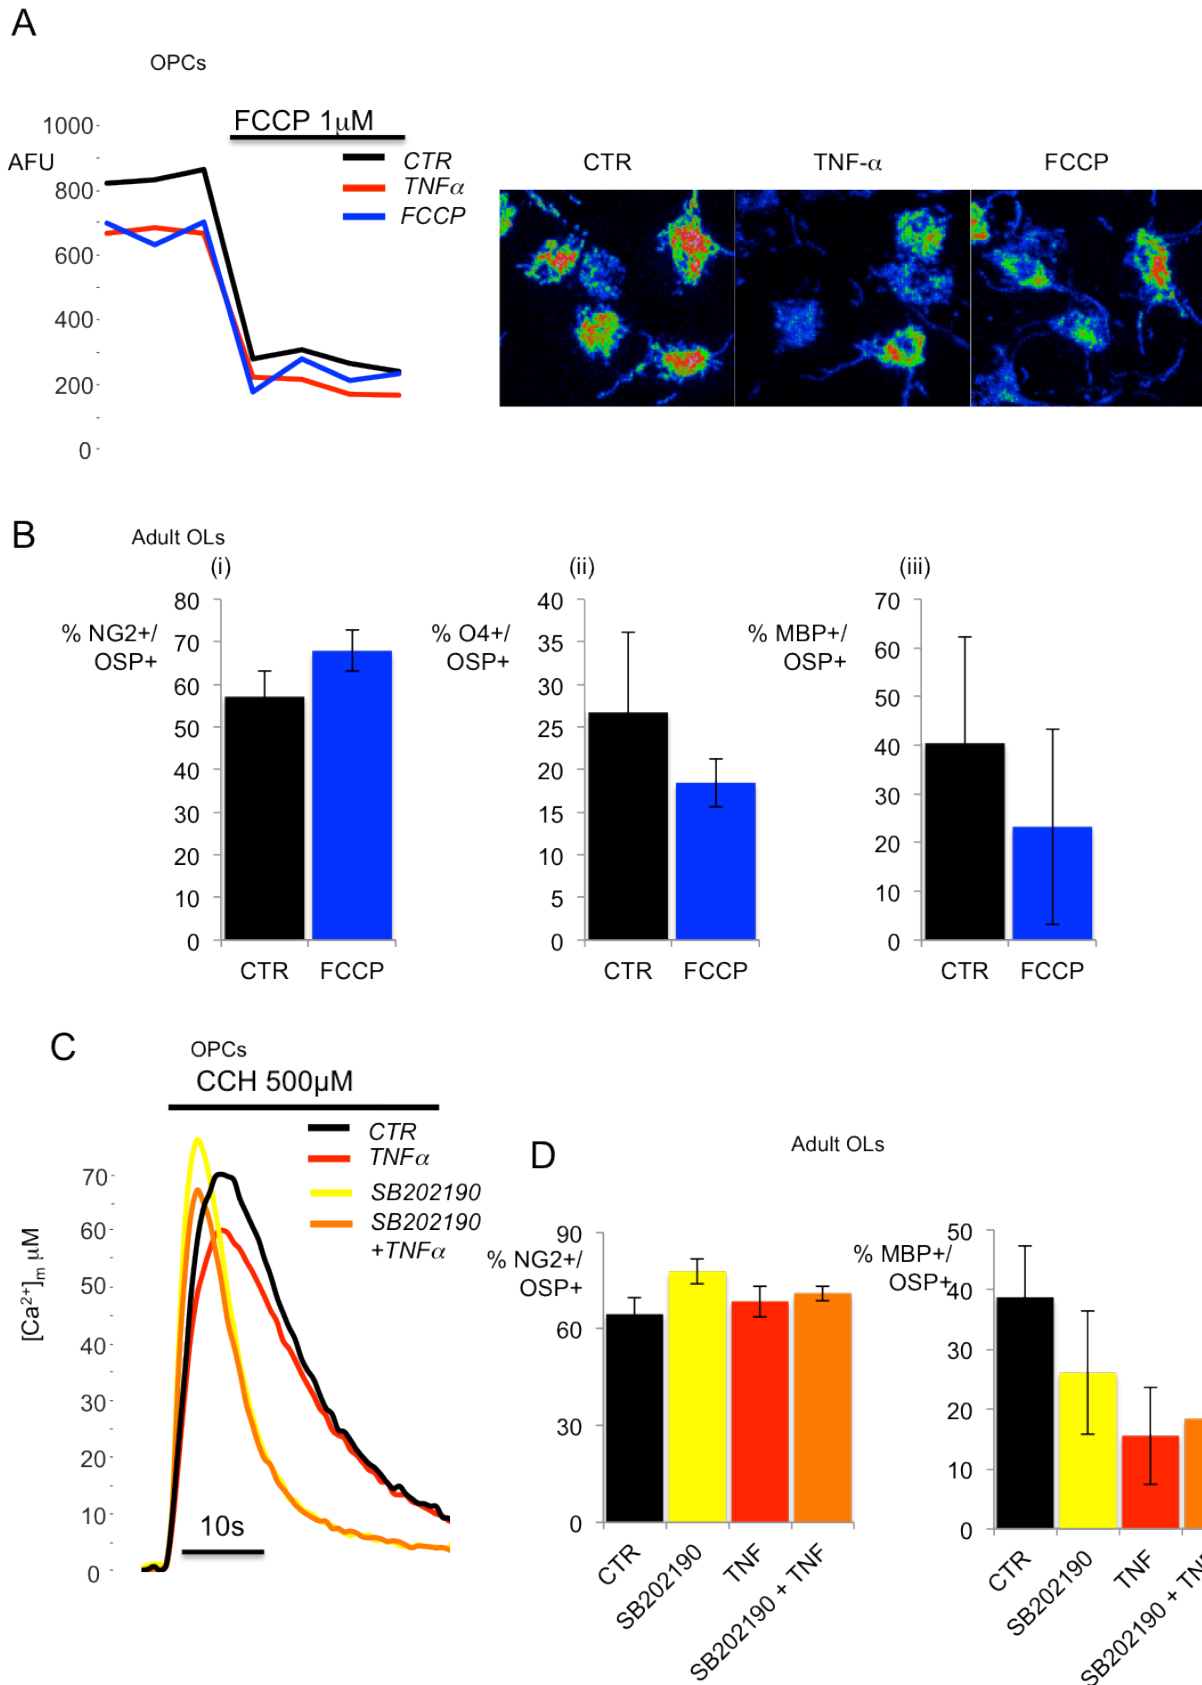 A
OPCs
FCCP 1µM
1000
AFU
800
600
400
200
0
CTR
TNFα
FCCP
CTR
TNF-α
FCCP
B
Adult OLs
(i)
% NG2+/
OSP+
80
70
60
50
40
30
20
10
0
CTR
FCCP
(ii)
% O4+/
OSP+
40
35
30
25
20
15
10
5
0
CTR
FCCP
(iii)
% MBP+/
OSP+
70
60
50
40
30
20
10
0
CTR
FCCP
C
OPCs
CCH 500µM
CTR
TNFα
SB202190
SB202190
+TNFα
[Ca²⁺]ₘ µM
70
60
50
40
30
20
10
0
10s
D
Adult OLs
% NG2+/
OSP+
90
60
30
0
CTR
SB202190
TNF
SB202190 + TNF
% MBP+/
OSP+
50
40
30
20
10
0
CTR
SB202190
TNF
SB202190 + TN